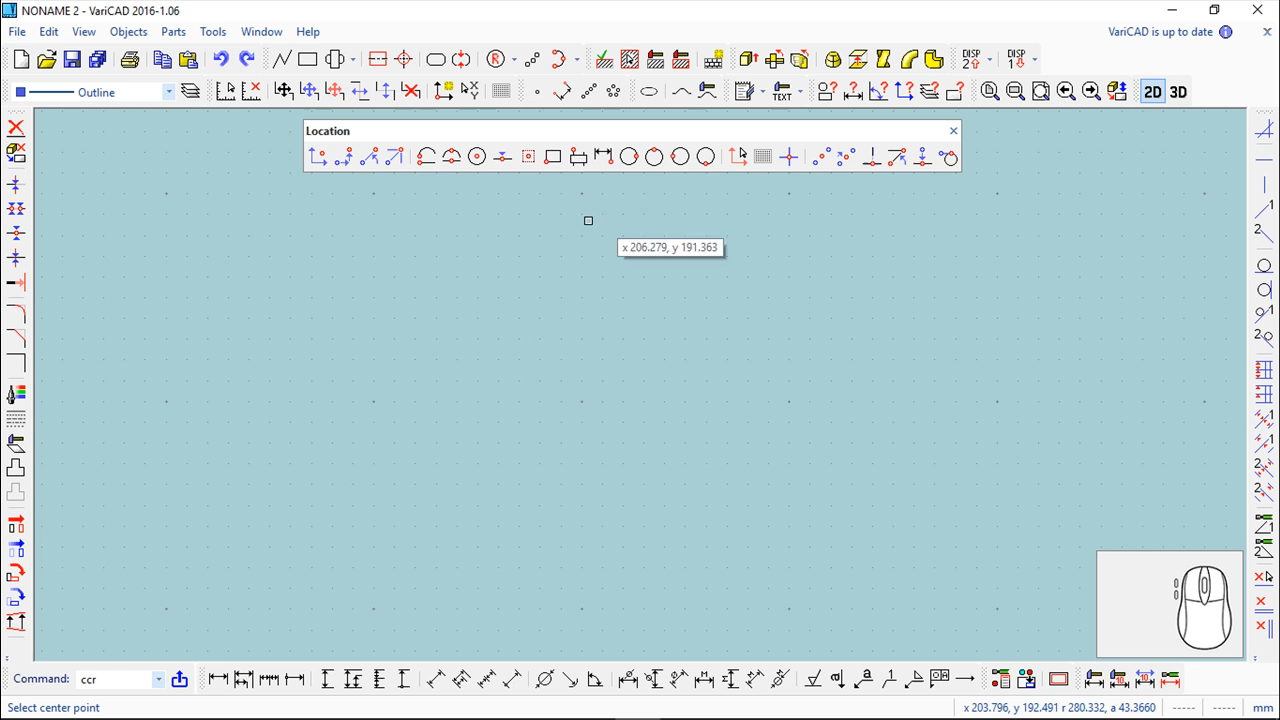 NONAME 2 - VariCAD 2016-1.06
File Edit View Objects Parts Tools Window Help
VariCAD is up to date
DISP 2 DISP 1
Outline
TEXT
2D 3D
Location
x 206.279, y 191.363
Command: ccr
Select center point
x 203.796, y 192.491 r 280.332, a 43.3660 ----- ----- mm